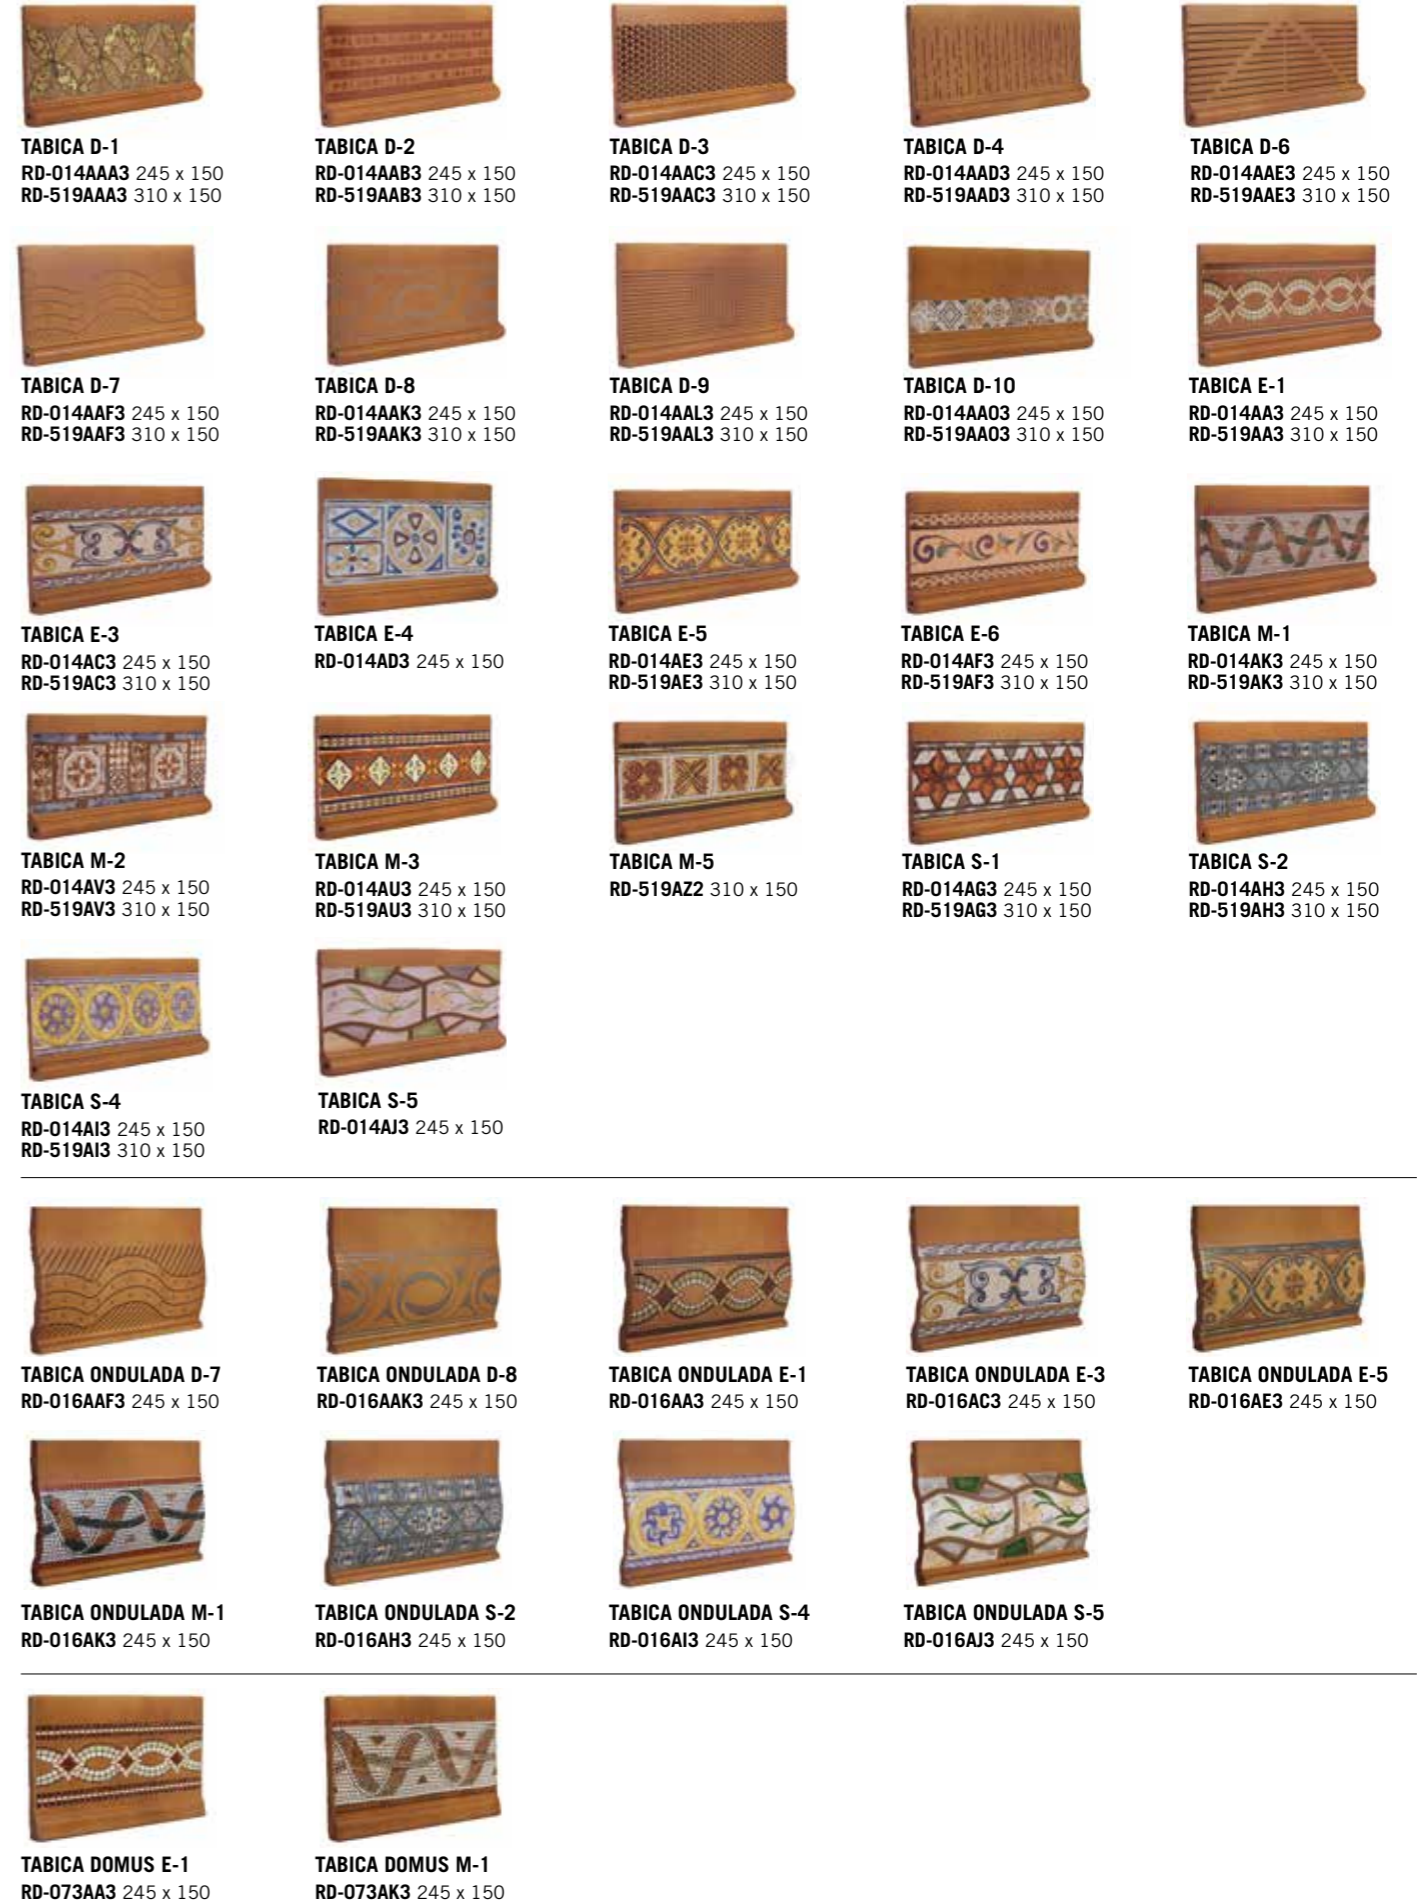 TABICA D-1
RD-014AAA3 245 x 150
RD-519AAA3 310 x 150
TABICA D-2
RD-014AAB3 245 x 150
RD-519AAB3 310 x 150
TABICA D-3
RD-014AAC3 245 x 150
RD-519AAC3 310 x 150
TABICA D-4
RD-014AAD3 245 x 150
RD-519AAD3 310 x 150
TABICA D-6
RD-014AAE3 245 x 150
RD-519AAE3 310 x 150
TABICA D-7
RD-014AAF3 245 x 150
RD-519AAF3 310 x 150
TABICA D-8
RD-014AAK3 245 x 150
RD-519AAK3 310 x 150
TABICA D-9
RD-014AAL3 245 x 150
RD-519AAL3 310 x 150
TABICA D-10
RD-014AAO3 245 x 150
RD-519AAO3 310 x 150
TABICA E-1
RD-014AA3 245 x 150
RD-519AA3 310 x 150
TABICA E-3
RD-014AC3 245 x 150
RD-519AC3 310 x 150
TABICA E-4
RD-014AD3 245 x 150
TABICA E-5
RD-014AE3 245 x 150
RD-519AE3 310 x 150
TABICA E-6
RD-014AF3 245 x 150
RD-519AF3 310 x 150
TABICA M-1
RD-014AK3 245 x 150
RD-519AK3 310 x 150
TABICA M-2
RD-014AV3 245 x 150
RD-519AV3 310 x 150
TABICA M-3
RD-014AU3 245 x 150
RD-519AU3 310 x 150
TABICA M-5
RD-519AZ2 310 x 150
TABICA S-1
RD-014AG3 245 x 150
RD-519AG3 310 x 150
TABICA S-2
RD-014AH3 245 x 150
RD-519AH3 310 x 150
TABICA S-4
RD-014AI3 245 x 150
RD-519AI3 310 x 150
TABICA S-5
RD-014AJ3 245 x 150
TABICA ONDULADA D-7
RD-016AAF3 245 x 150
TABICA ONDULADA D-8
RD-016AAK3 245 x 150
TABICA ONDULADA E-1
RD-016AA3 245 x 150
TABICA ONDULADA E-3
RD-016AC3 245 x 150
TABICA ONDULADA E-5
RD-016AE3 245 x 150
TABICA ONDULADA M-1
RD-016AK3 245 x 150
TABICA ONDULADA S-2
RD-016AH3 245 x 150
TABICA ONDULADA S-4
RD-016AI3 245 x 150
TABICA ONDULADA S-5
RD-016AJ3 245 x 150
TABICA DOMUS E-1
RD-073AA3 245 x 150
TABICA DOMUS M-1
RD-073AK3 245 x 150